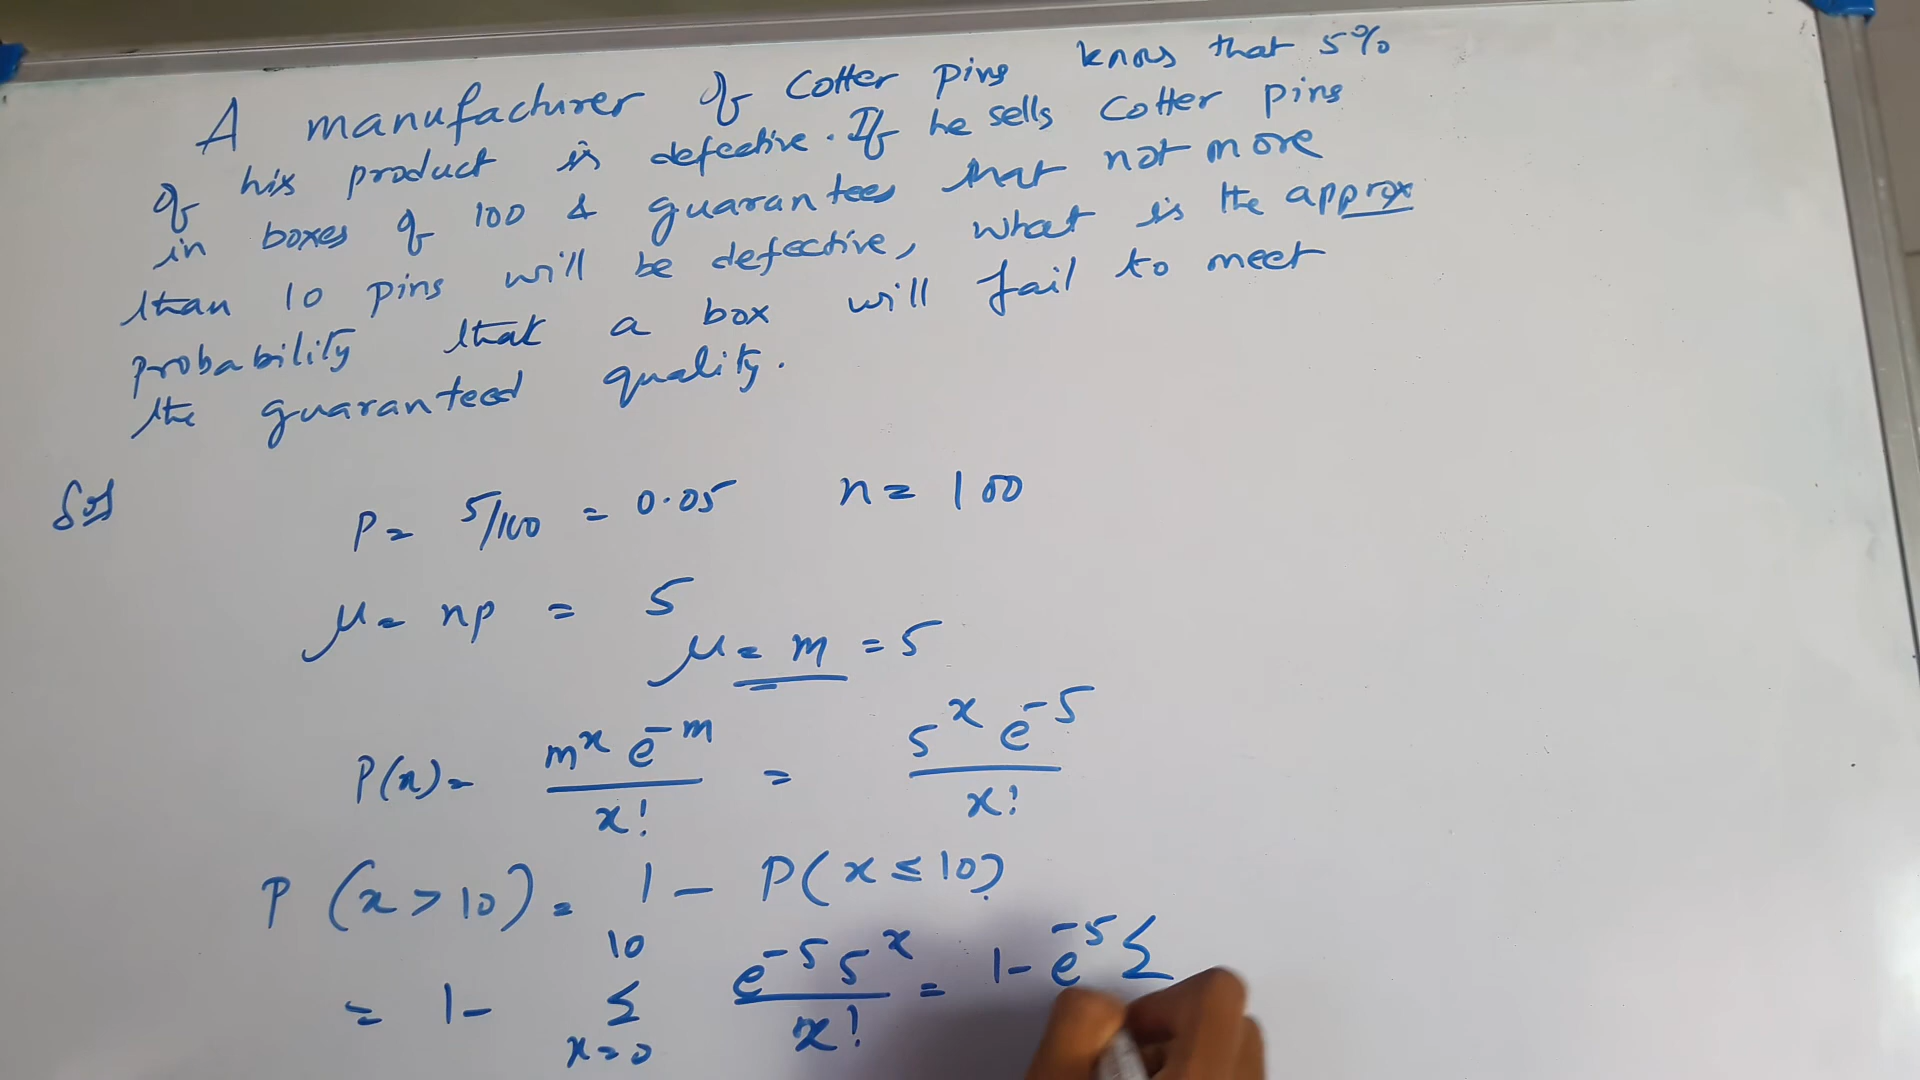 A manufacturer of Cotter pins knows that 5%
of his product is defective. If he sells Cotter pins
in boxes of 100 & guarantees that not more
than 10 pins will be defective, what is the approx
probability that a box will fail to meet
the guaranteed quality.
Sol
P = 5/100 = 0.05 n = 100
μ = np = 5
μ = m = 5
P(x) = m^x e^-m / x! = 5^x e^-5 / x!
P (x > 10) = 1 - P(x ≤ 10)
= 1 - 10 Σ x=0 e^-5 5^x / x! = 1 - e^-5 Σ